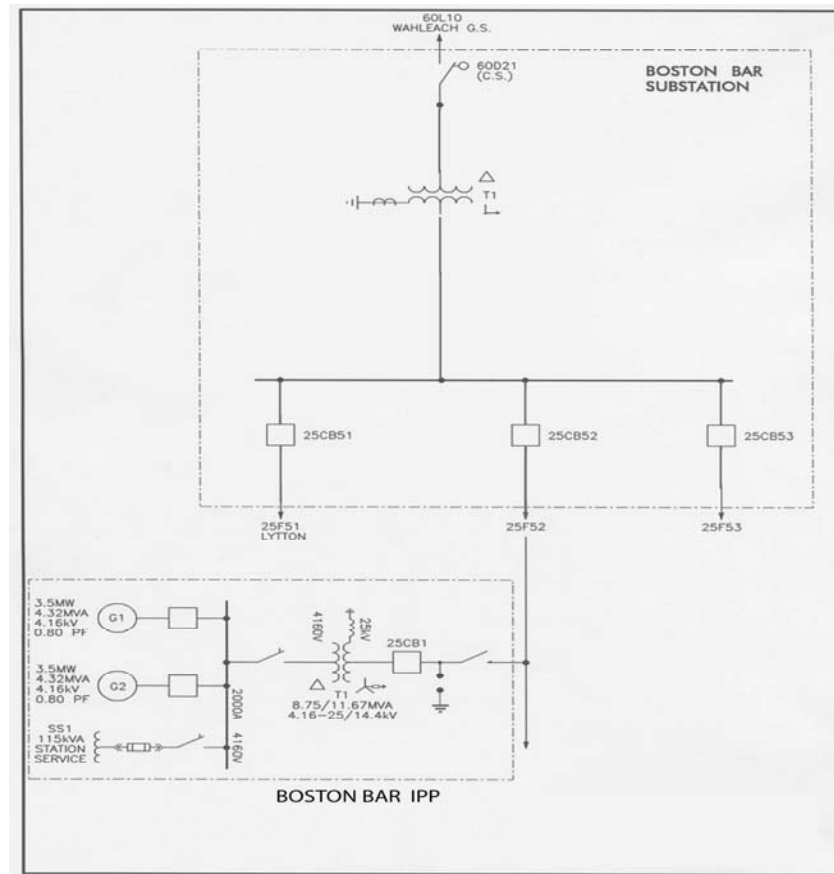 60L10
WAHLEACH G.S.
60D21
(C.S.)
BOSTON BAR
SUBSTATION
T1
25CB51
25CB52
25CB53
25F51
LYTTON
25F52
25F53
3.5MW
4.32MVA
4.16kV
0.80 PF
G1
3.5MW
4.32MVA
4.16kV
0.80 PF
G2
SS1
115kVA
STATION
SERVICE
2000A 4160V
4160V
25kV
T1
8.75/11.67MVA
4.16-25/14.4kV
25CB1
BOSTON BAR IPP